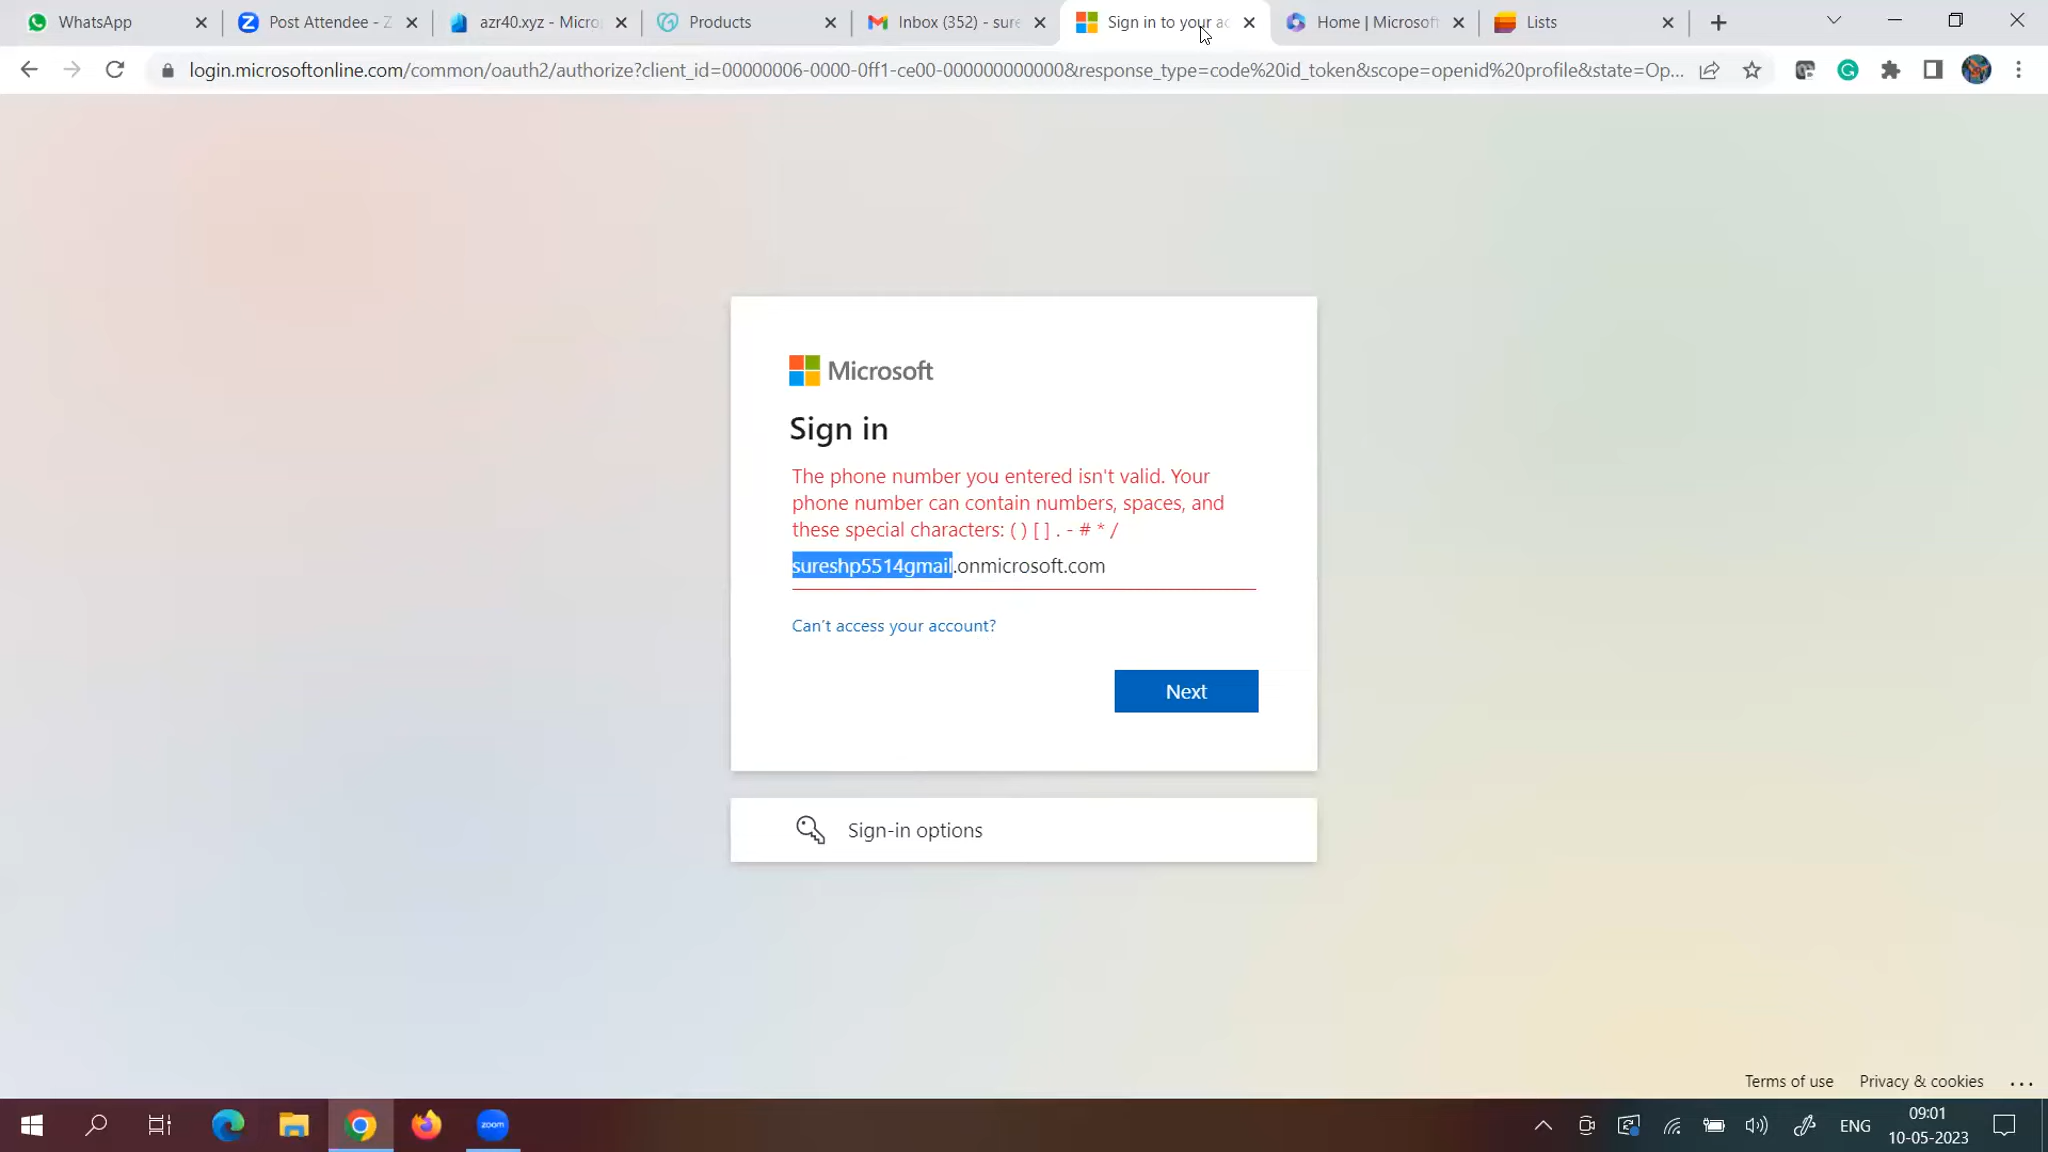 WhatsApp
Post Attendee - Z
azr40.xyz - Micro
Products
Inbox (352) - sure
Sign in to your ac
Home | Microsoft
Lists
login.microsoftonline.com/common/oauth2/authorize?client_id=00000006-0000-0ff1-ce00-000000000000&response_type=code%20id_token&scope=openid%20profile&state=Op...
Microsoft
Sign in
The phone number you entered isn't valid. Your
phone number can contain numbers, spaces, and
these special characters: ( ) [ ] . - # * /
sureshp5514gmail.onmicrosoft.com
Can't access your account?
Next
Sign-in options
Terms of use Privacy & cookies ...
zoom
ENG
09:01
10-05-2023